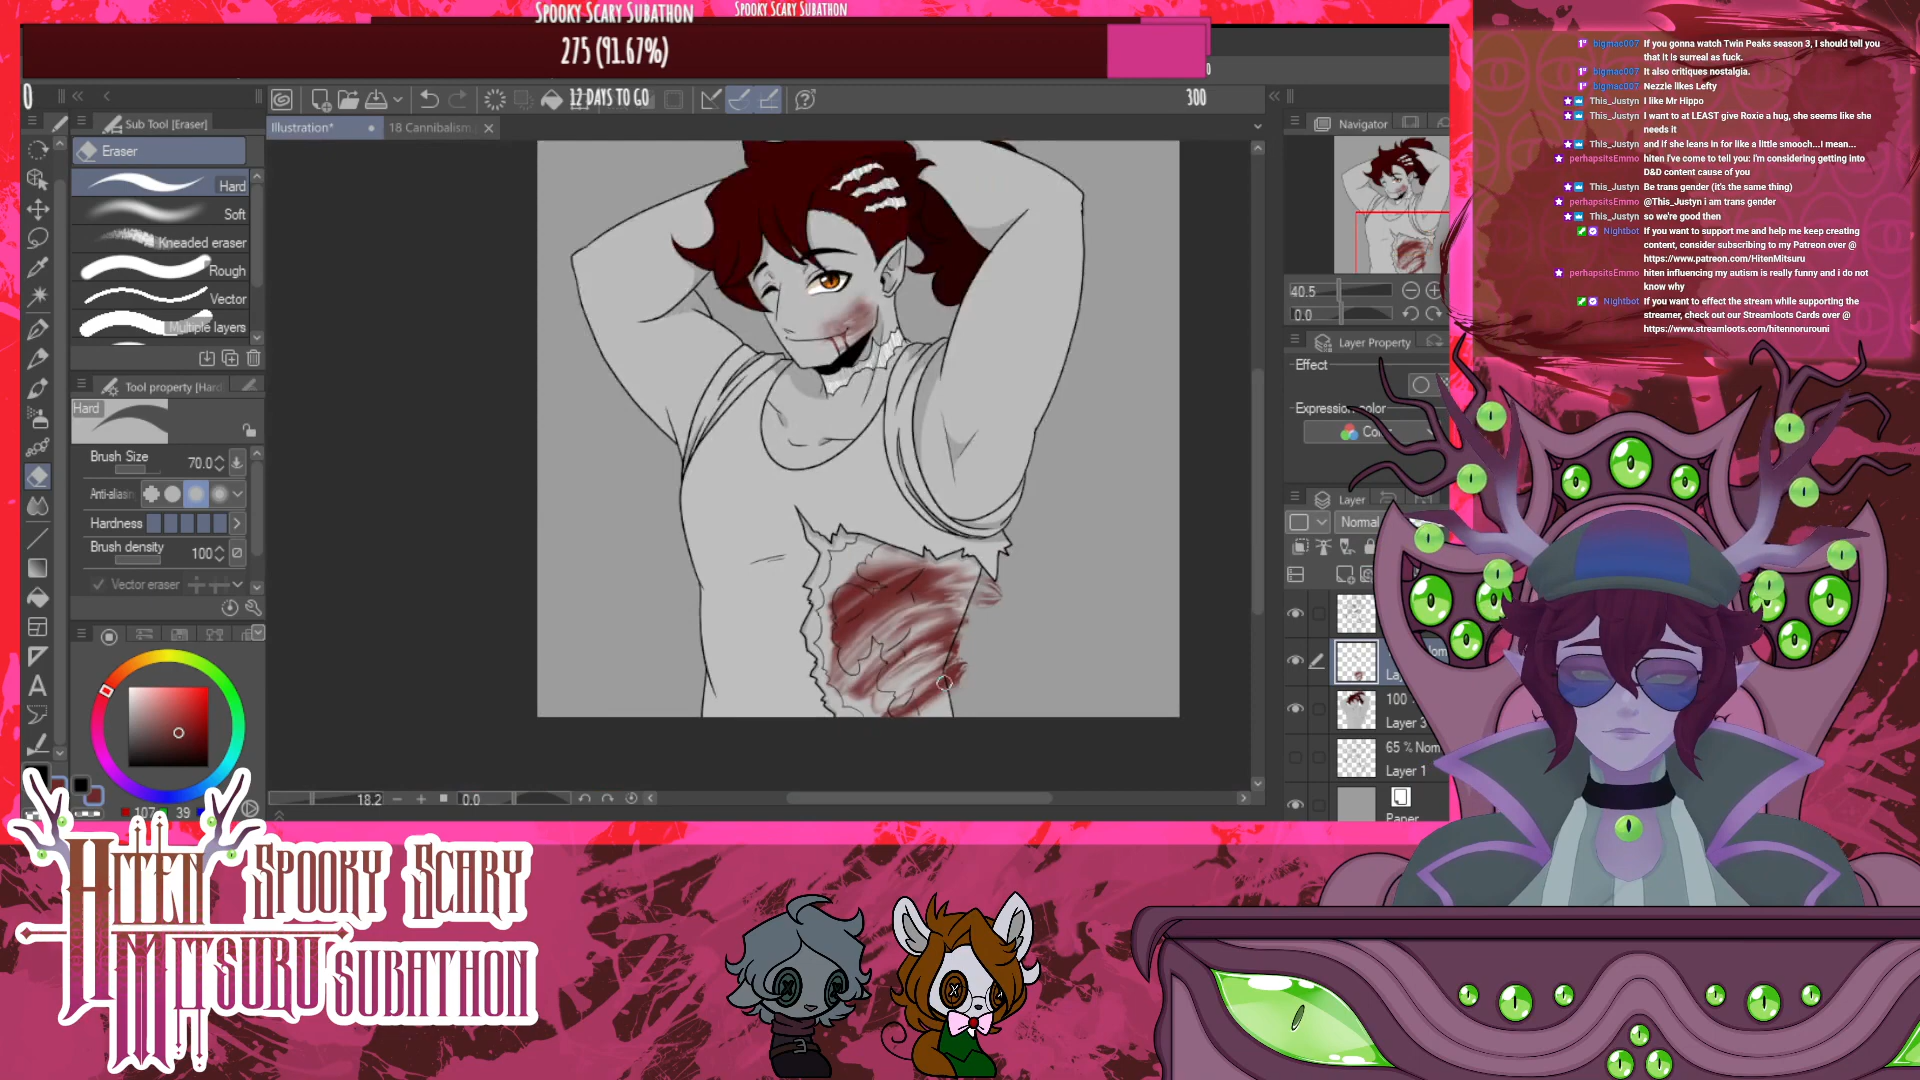 Spooky Scary Subathon
Spooky Scary Subathon
275 (91.67%)
0
12 DAYS TO GO
300
Sub Tool [Eraser]
Eraser
Hard
Soft
Kneaded eraser
Rough
Vector
Multiple layers
Tool property [Hard
Hard
Brush Size
70.0
Anti-aliasin
Hardness
Brush density
100
Vector eraser
107
39
Illustration*
18 Cannibalism
18.2
0.0
Navigator
40.5
0.0
Layer Property
Effect
Expression color
Layer
Normal
100
Layer 3
65 % Nom
Layer 1
Paper
bigmac007 If you gonna watch Twin Peaks season 3, I should tell you
that it is surreal as fuck.
bigmac007 It also critiques nostalgia.
bigmac007 Nezzie likes Lefty
This_Justyn I like Mr Hippo
This_Justyn I want to at LEAST give Roxie a hug, she seems like she
needs it
This_Justyn and if she leans in for like a little smooch...I mean...
perhapsitsEmmo hiten i've come to tell you: i'm considering getting into
D&D content cause of you
This_Justyn Be trans gender (it's the same thing)
perhapsitsEmmo @This_Justyn i am trans gender
This_Justyn so we're good then
Nightbot If you want to support me and help me keep creating
content, consider subscribing to my Patreon over @
https://www.patreon.com/HitenMitsuru
perhapsitsEmmo hiten influencing my autism is really funny and i do not
know why
Nightbot If you want to effect the stream while supporting the
streamer, check out our Streamloots Cards over @
https://www.streamloots.com/hitennorurouni
Hiten
Mitsuru
Spooky Scary
Subathon